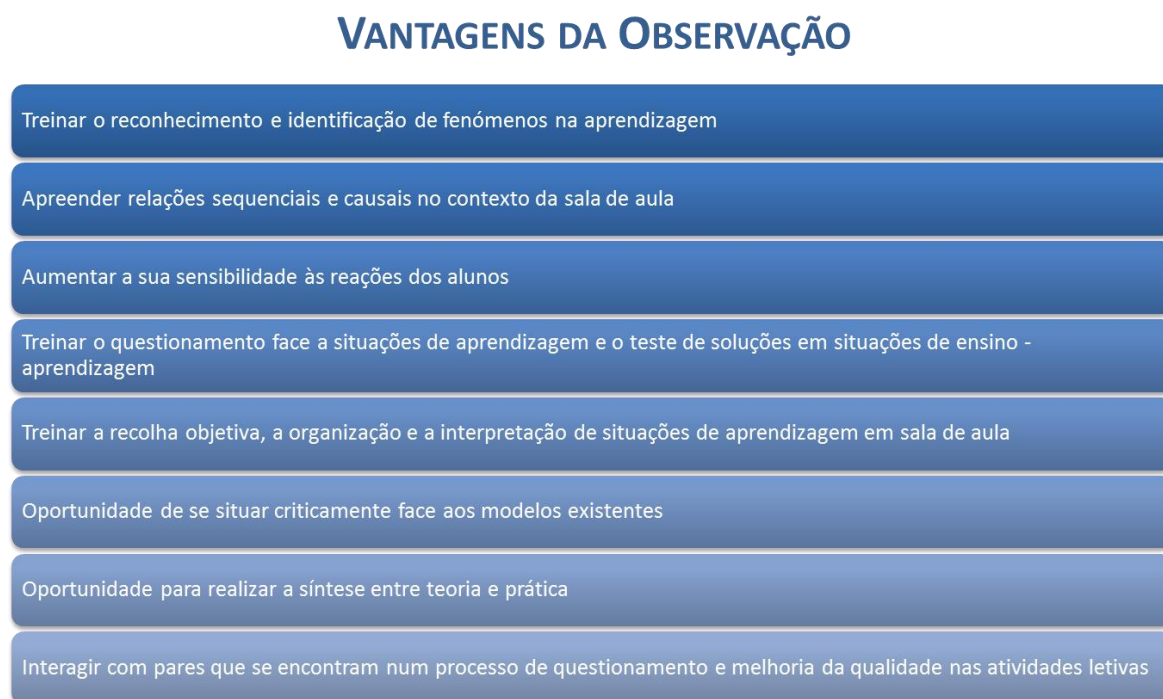 VANTAGENS DA OBSERVAÇÃO
Treinar o reconhecimento e identificação de fenómenos na aprendizagem
Apreender relações sequenciais e causais no contexto da sala de aula
Aumentar a sua sensibilidade às reações dos alunos
Treinar o questionamento face a situações de aprendizagem e o teste de soluções em situações de ensino -
aprendizagem
Treinar a recolha objetiva, a organização e a interpretação de situações de aprendizagem em sala de aula
Oportunidade de se situar criticamente face aos modelos existentes
Oportunidade para realizar a síntese entre teoria e prática
Interagir com pares que se encontram num processo de questionamento e melhoria da qualidade nas atividades letivas